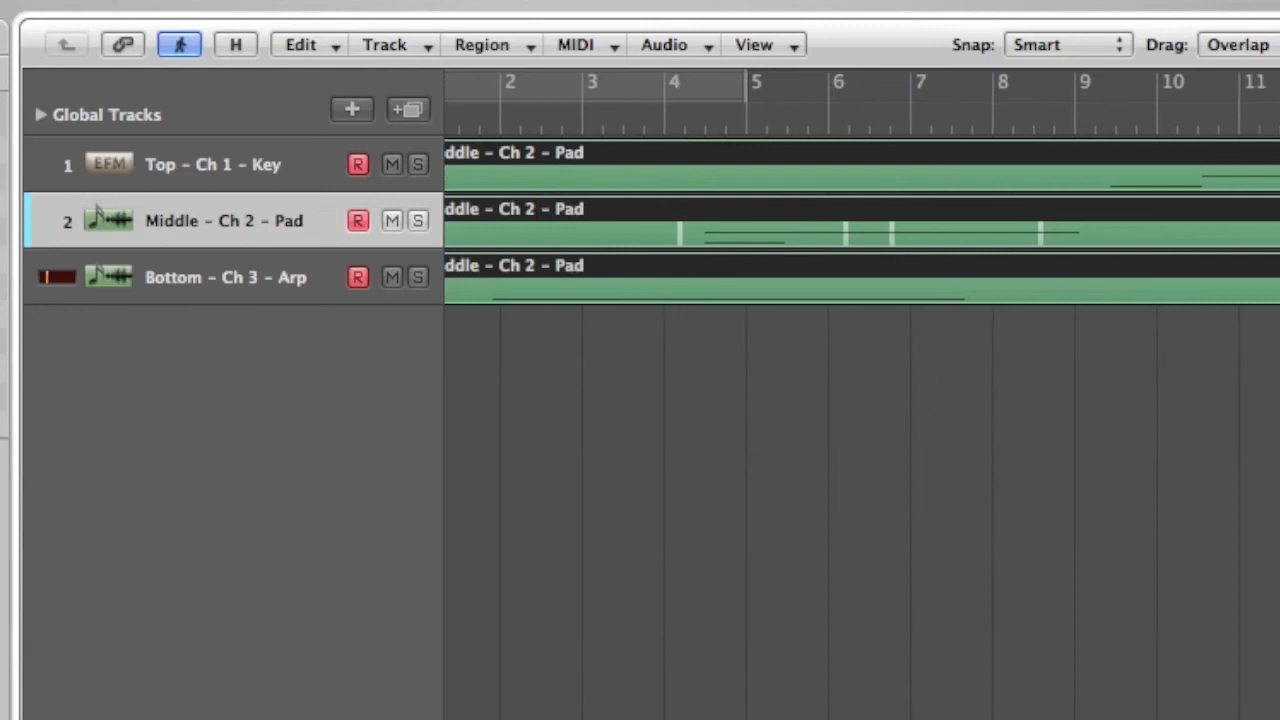 H Edit Track Region MIDI Audio View Snap: Smart Drag: Overlap
2 3 4 5 6 7 8 9 10 11
Global Tracks
1 EFM Top - Ch 1 - Key R M S
ddle - Ch 2 - Pad
2 Middle - Ch 2 - Pad R M S
ddle - Ch 2 - Pad
Bottom - Ch 3 - Arp R M S
ddle - Ch 2 - Pad